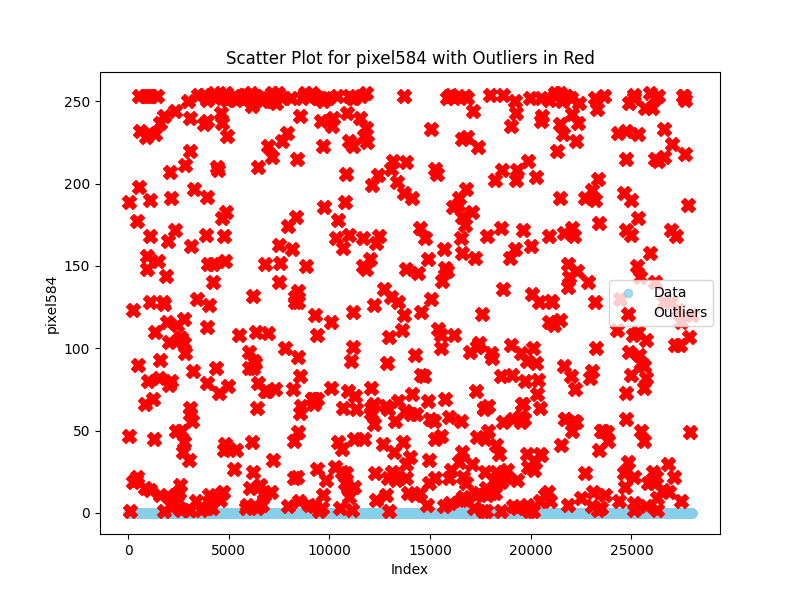 Scatter Plot for pixel584 with Outliers in Red
250
200
150
100
50
0
pixel584
Data
Outliers
0
5000
10000
15000
20000
25000
Index